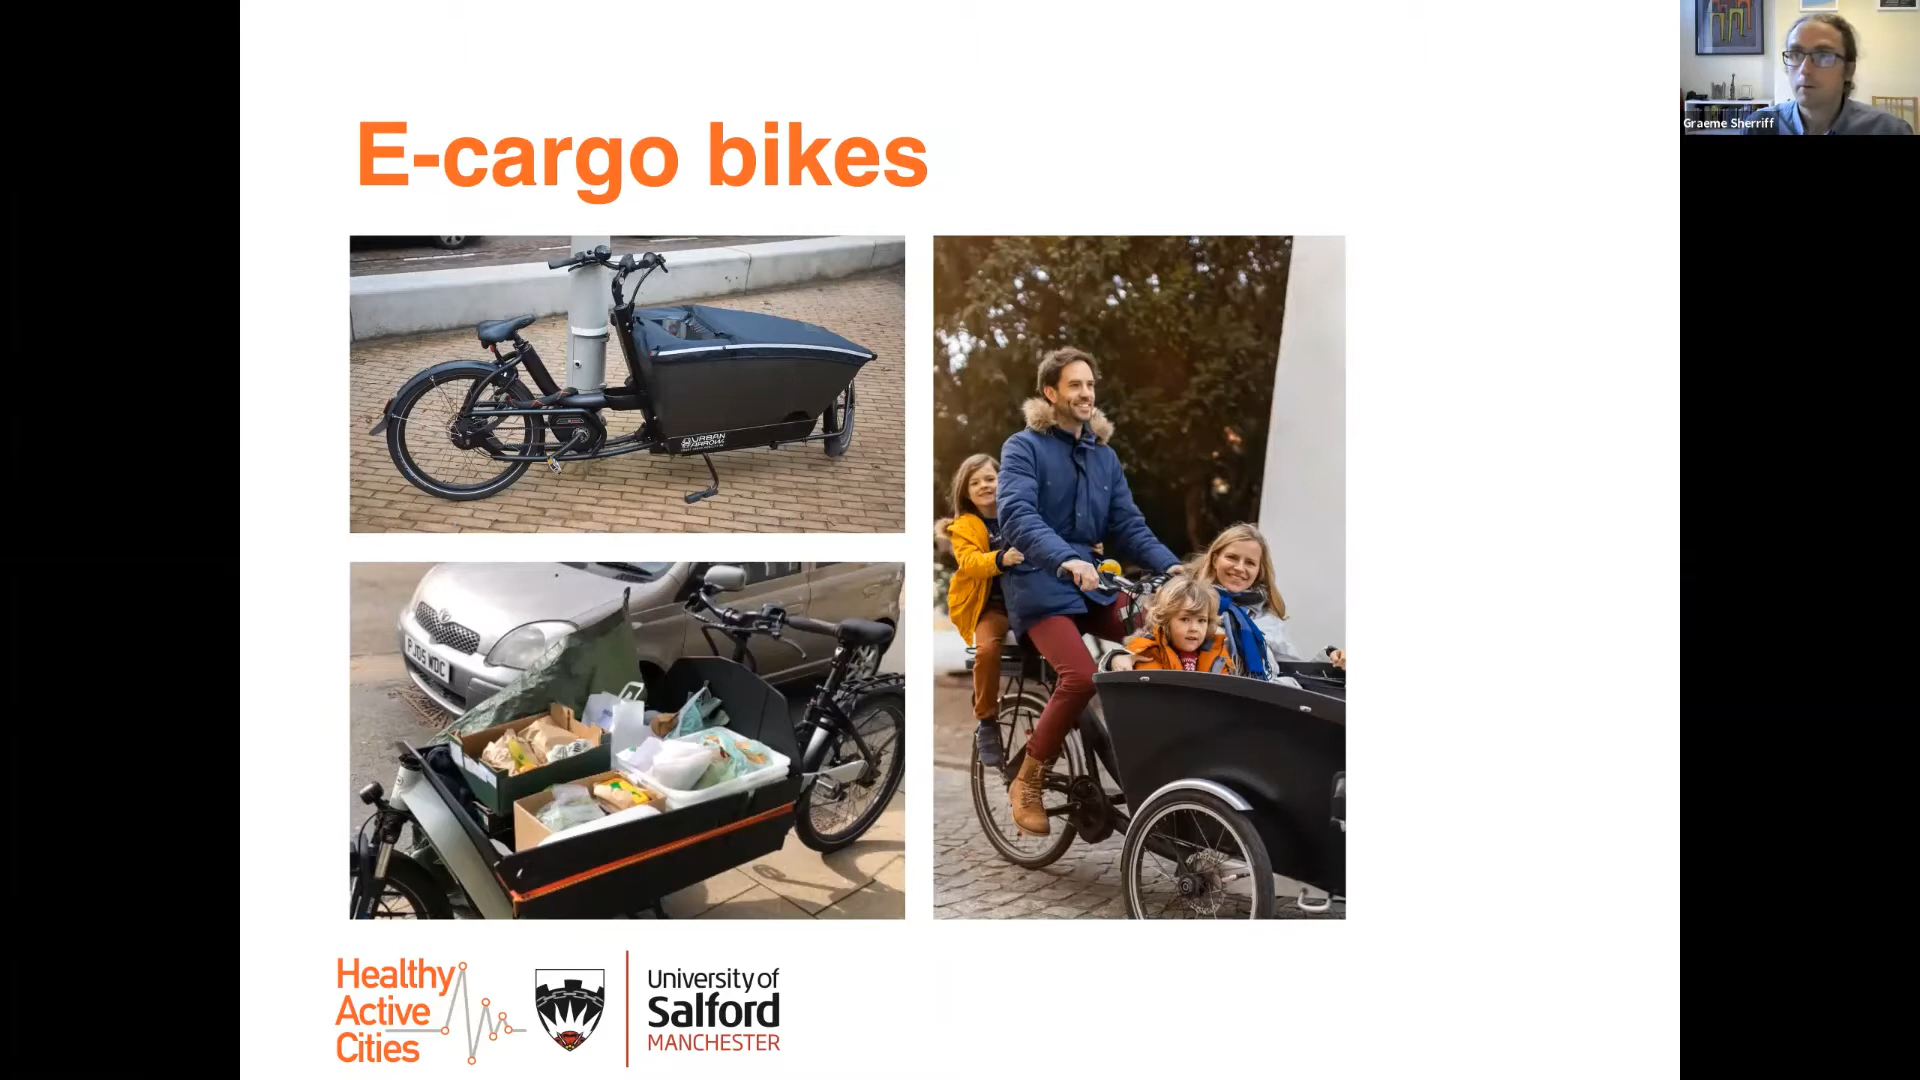 E-cargo bikes
Graeme Sherriff
URBAN
ARROW
PJ05 WDC
Healthy
Active
Cities
University of
Salford
MANCHESTER